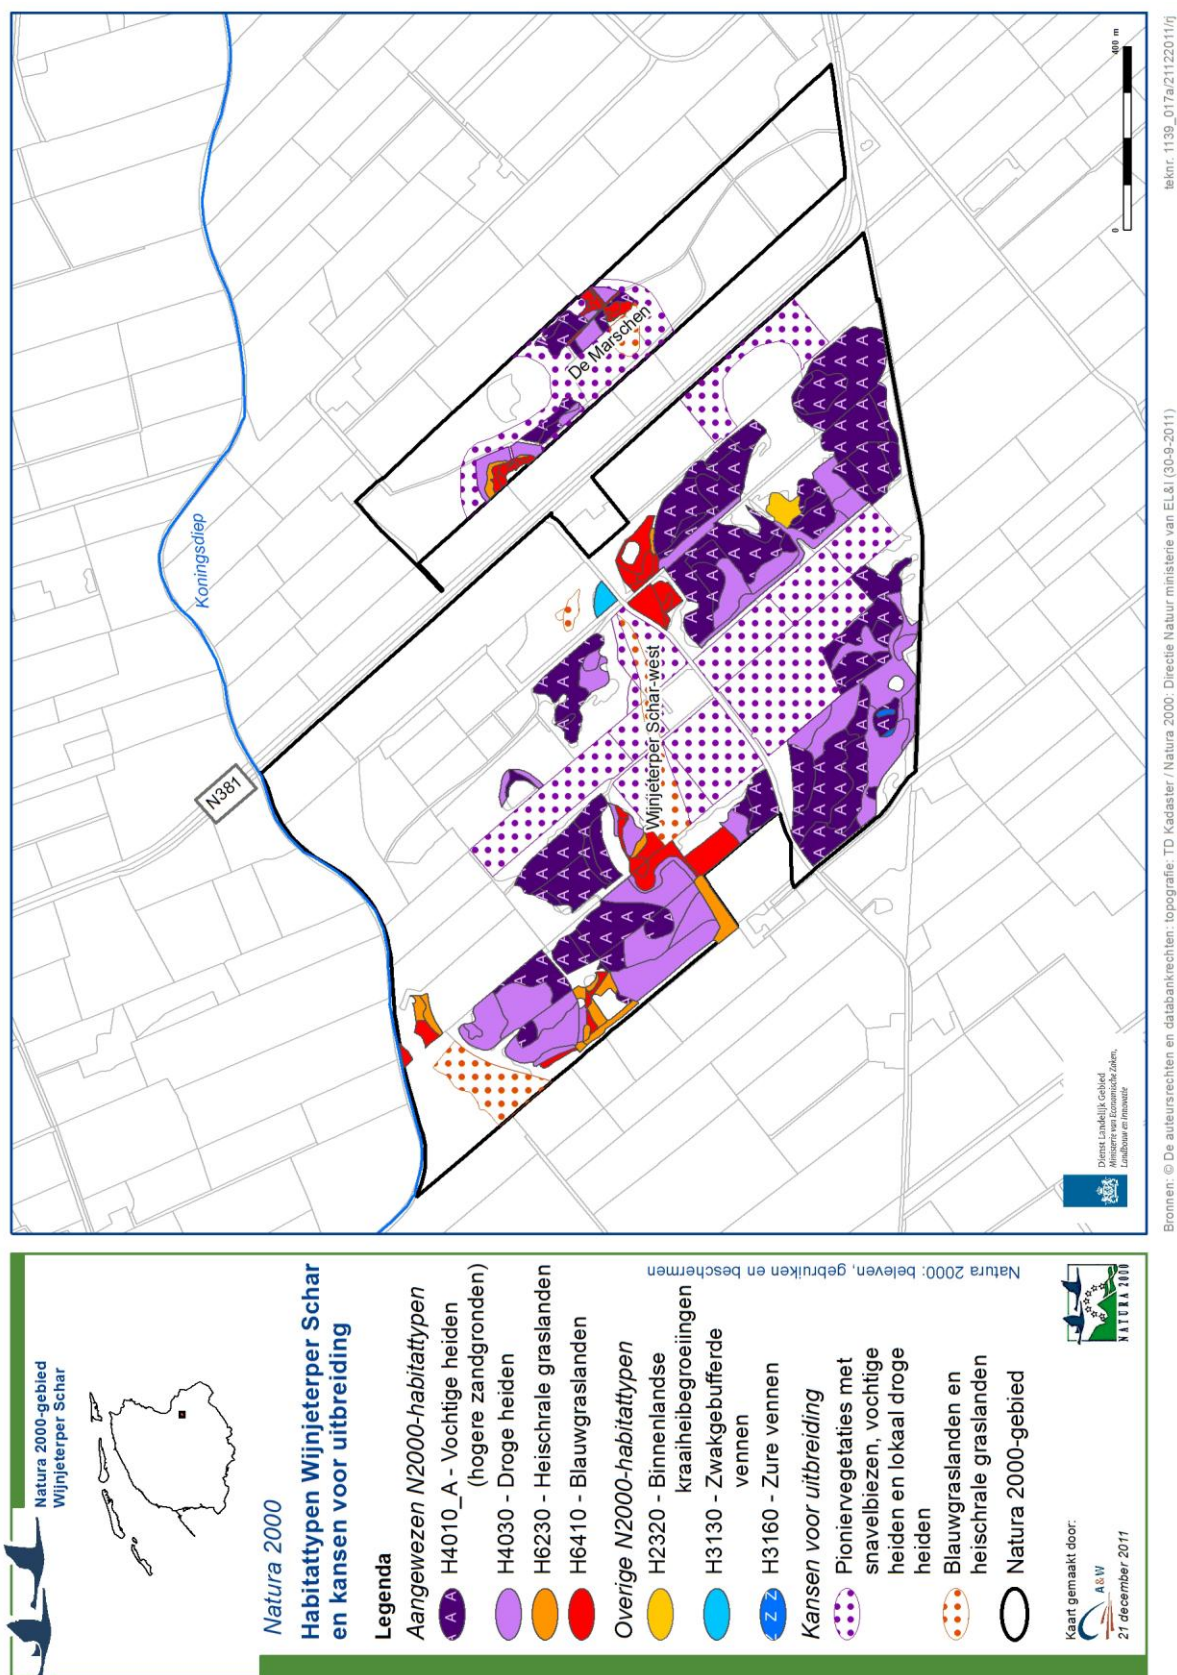 Natura 2000-gebied
Wijnjeterper Schar
Natura 2000
Habitattypen Wijnjeterper Schar
en kansen voor uitbreiding
Legenda
Aangewezen N2000-habitattypen
A A H4010_A - Vochtige heiden
(hogere zandgronden)
H4030 - Droge heiden
H6230 - Heischrale graslanden
H6410 - Blauwgraslanden
Overige N2000-habitattypen
H2320 - Binnenlandse
kraaiheibegroeiingen
H3130 - Zwakgebufferde
vennen
Z Z H3160 - Zure vennen
Kansen voor uitbreiding
Pioniervegetaties met
snavelbiezen, vochtige
heiden en lokaal droge
heiden
Blauwgraslanden en
heischrale graslanden
Natura 2000-gebied
Natura 2000: beleven, gebruiken en beschermen
Kaart gemaakt door:
A&W
21 december 2011
NATURA 2000
Koningsdiep
N381
De Marschen
Wijnjeterper Schar-west
0 400 m
Dienst Landelijk Gebied
Ministerie van Economische Zaken,
Landbouw en Innovatie
Bronnen: © De auteursrechten en databankrechten: topografie: TD Kadaster / Natura 2000: Directie Natuur ministerie van EL&I (30-9-2011)
teknr. 1139_017a/21122011/rj